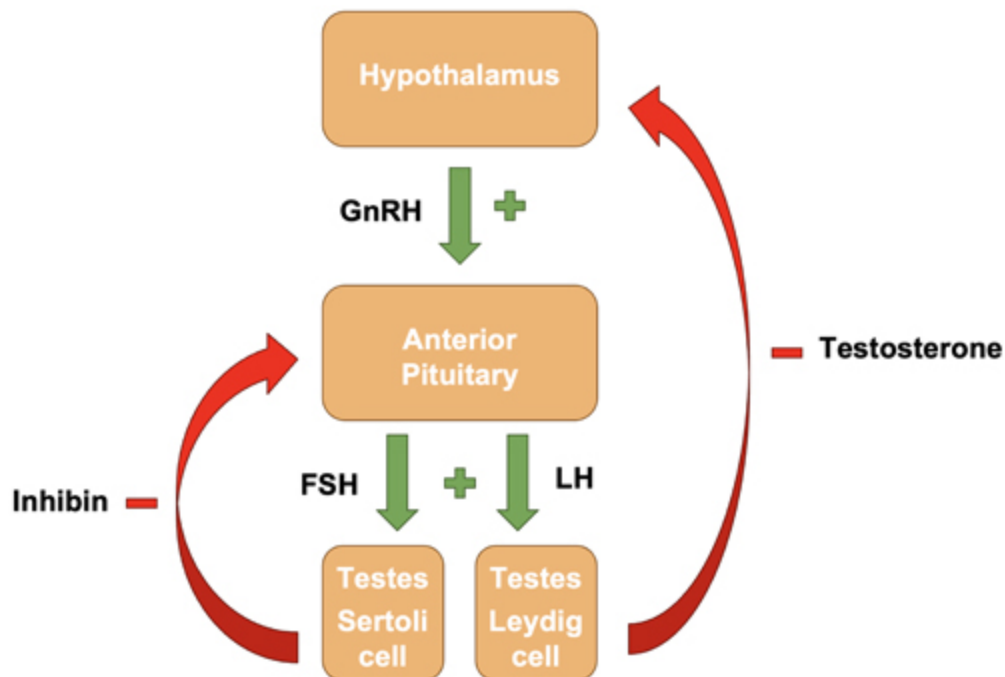 Hypothalamus
GnRH
Anterior
Pituitary
Testosterone
FSH
LH
Inhibin
Testes
Sertoli
cell
Testes
Leydig
cell